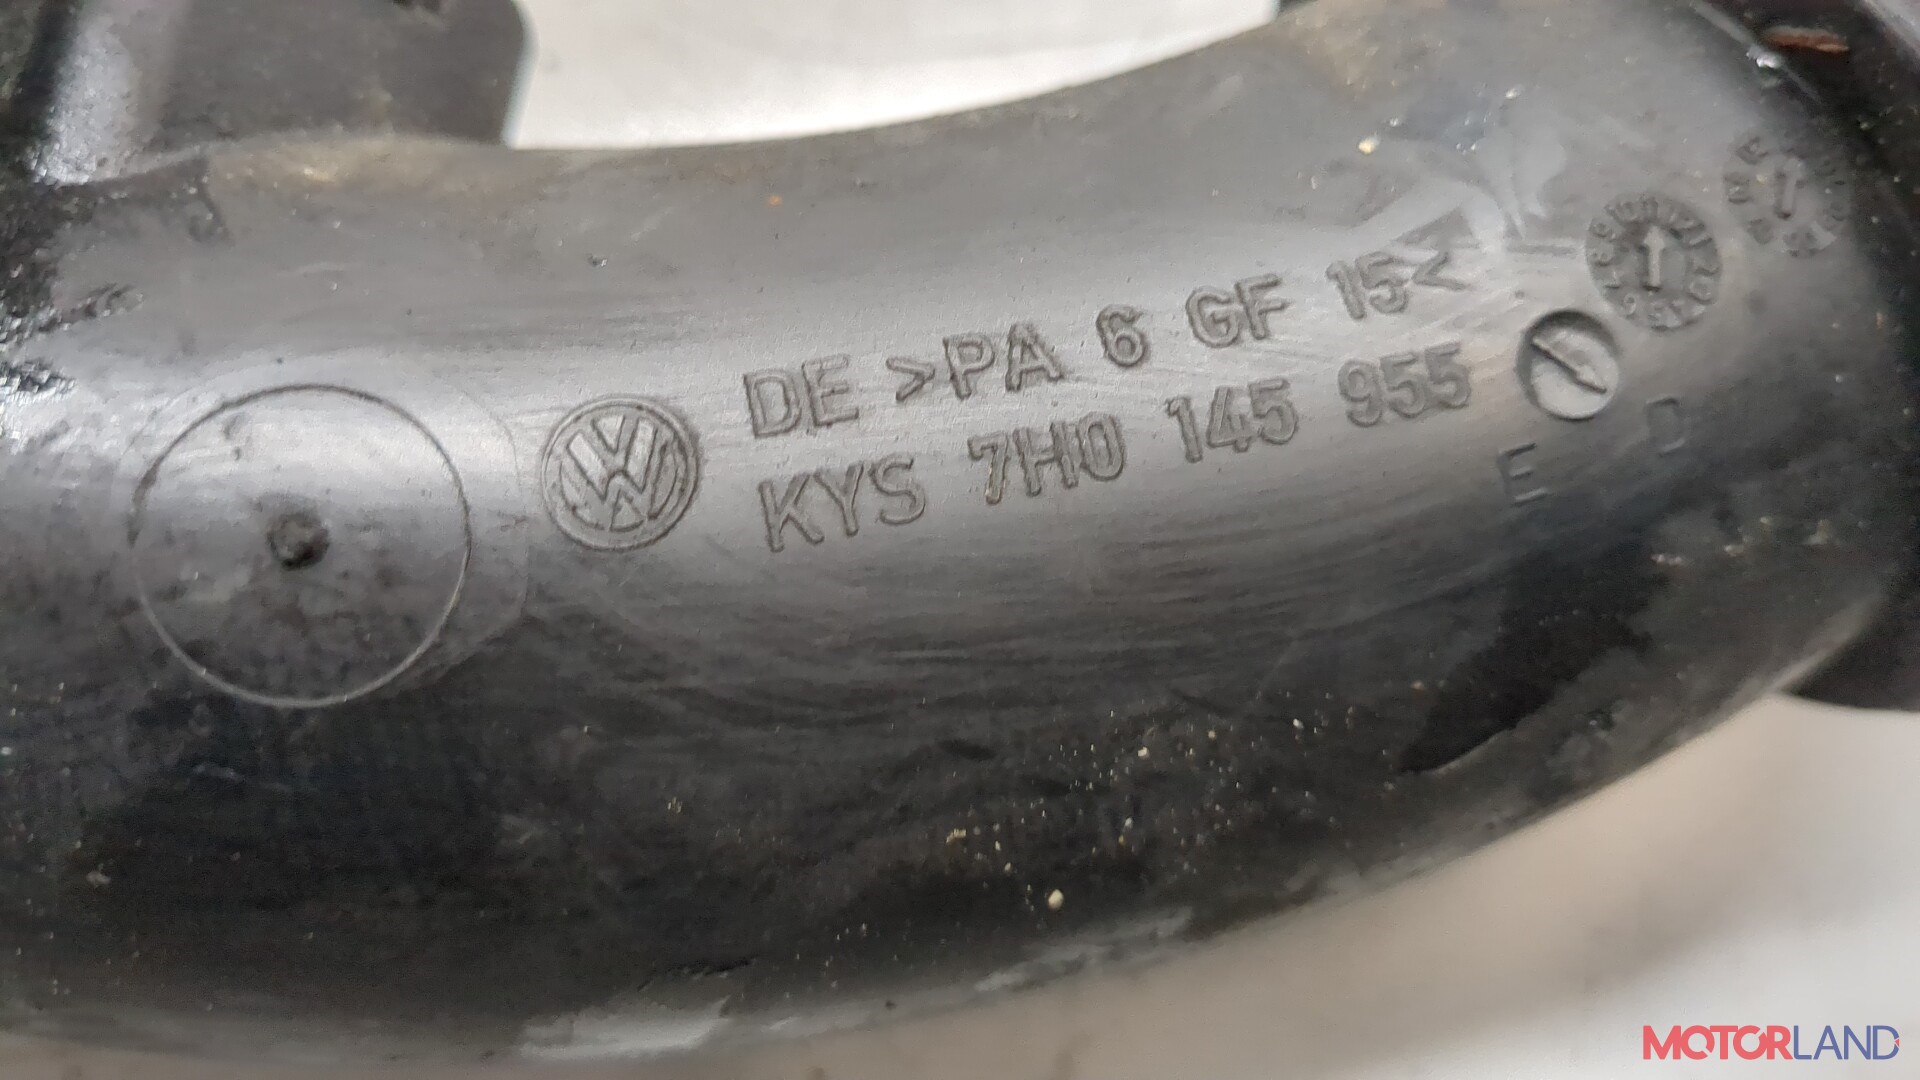 DE >PA 6 GF 15<
KYS 7H0 145 955
E
MOTORLAND